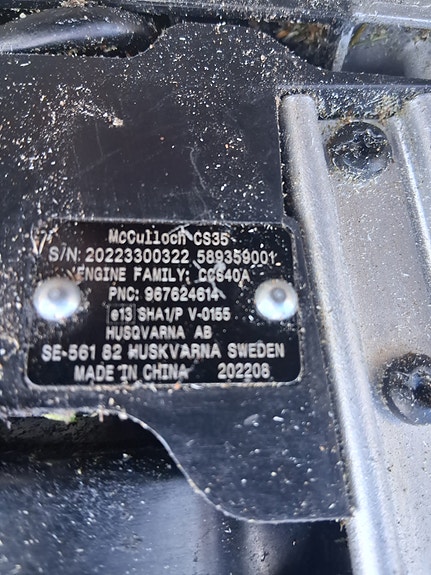 McCulloch CS35
S/N: 20223300322 589359001
ENGINE FAMILY: CCS40A
PNC: 967624614
e13 SHA1/P V-0155
HUSQVARNA AB
SE-561 82 HUSKVARNA SWEDEN
MADE IN CHINA 202208